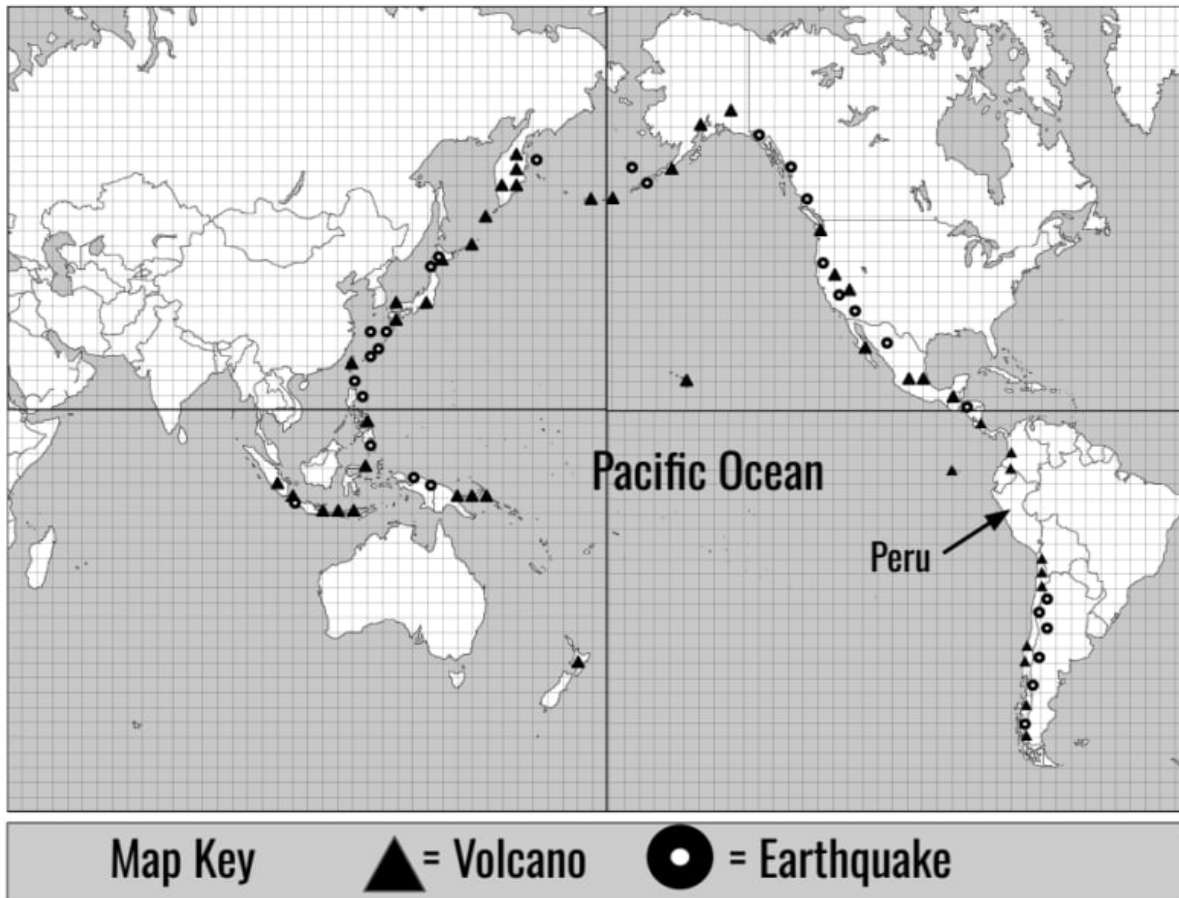 Pacific Ocean
Peru
Map Key = Volcano = Earthquake